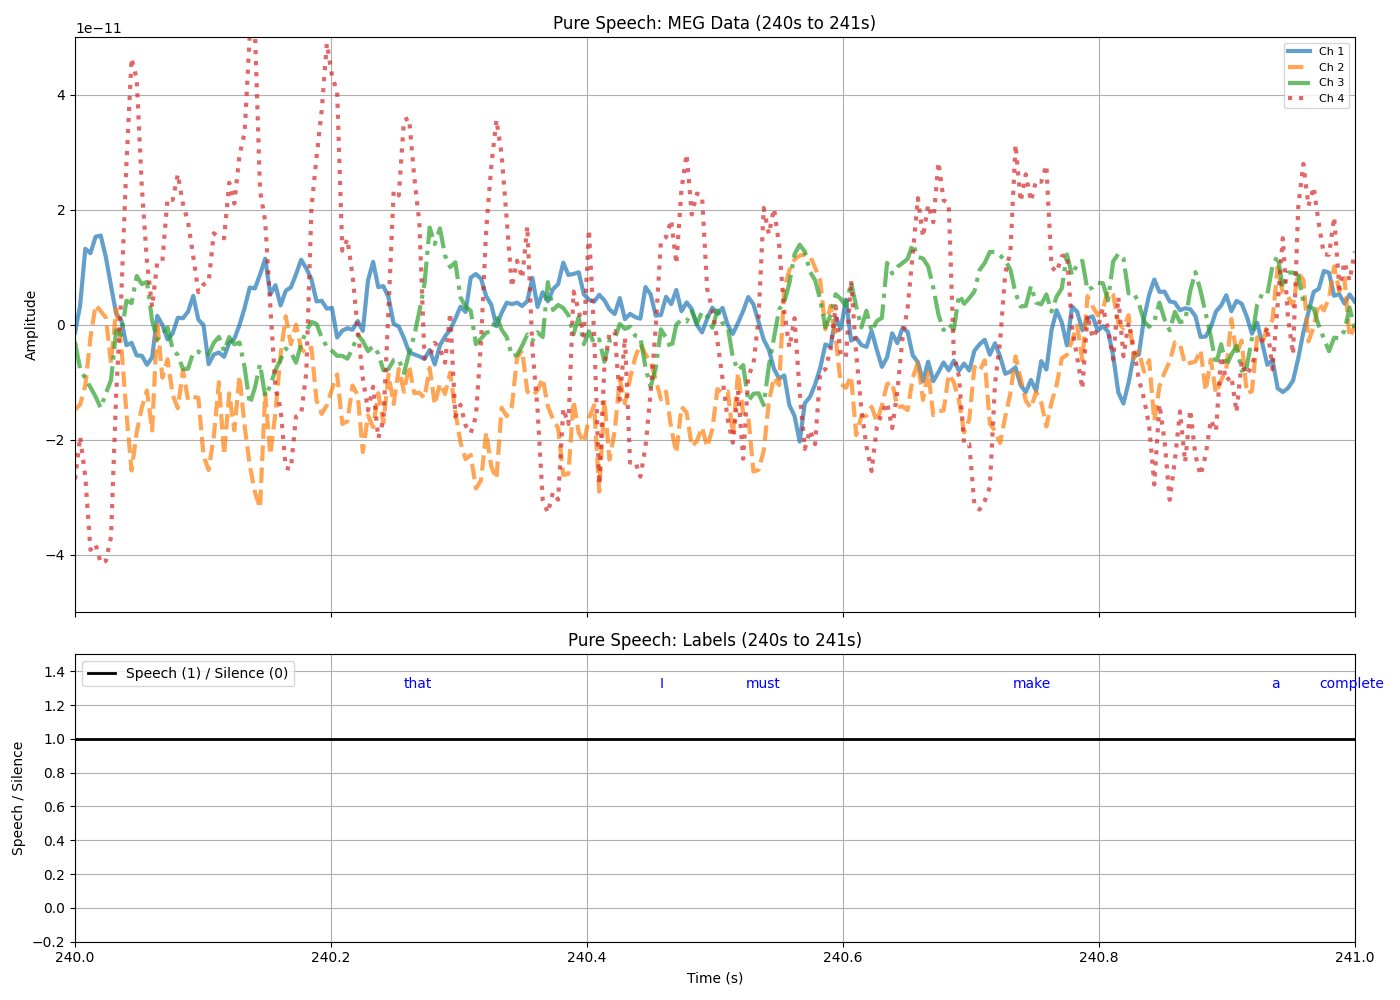 Pure Speech: MEG Data (240s to 241s)
1e−11
Ch 1
Ch 2
Ch 3
Ch 4
4
2
0
−2
−4
Amplitude
Pure Speech: Labels (240s to 241s)
Speech (1) / Silence (0)
that I must make a complete
1.4
1.2
1.0
0.8
0.6
0.4
0.2
0.0
−0.2
Speech / Silence
240.0 240.2 240.4 240.6 240.8 241.0
Time (s)